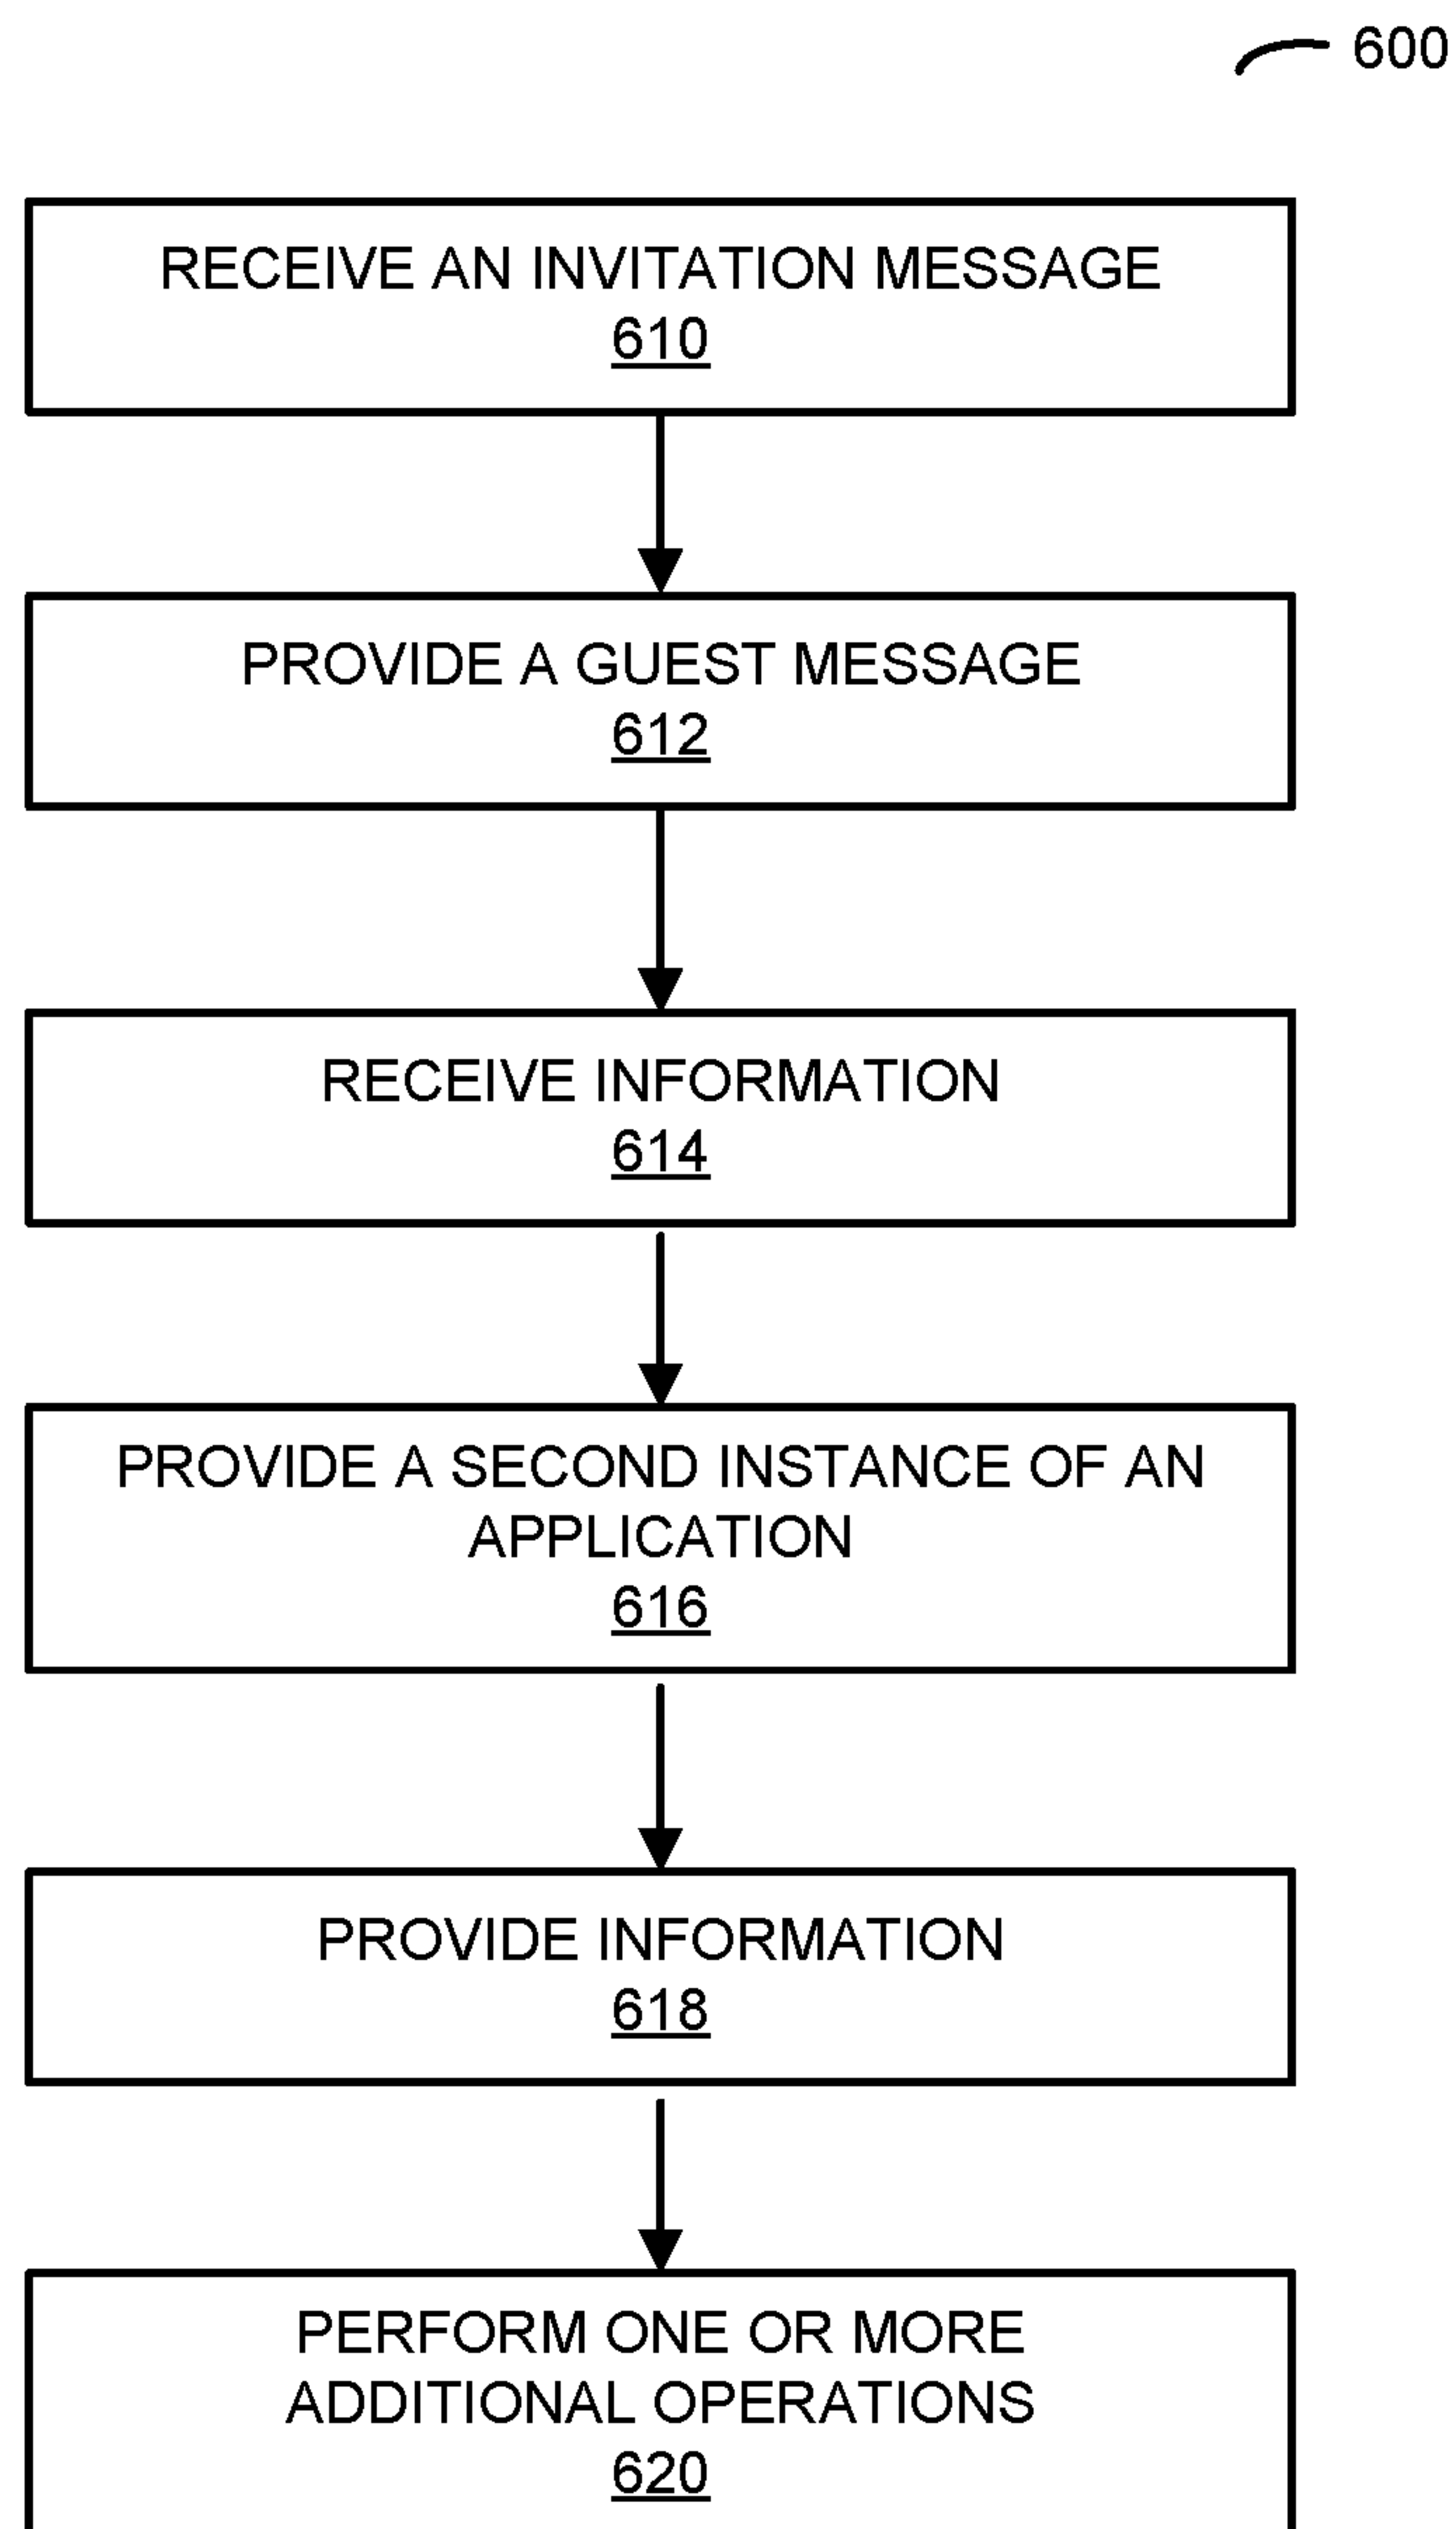 600
RECEIVE AN INVITATION MESSAGE
610
PROVIDE A GUEST MESSAGE
612
RECEIVE INFORMATION
614
PROVIDE A SECOND INSTANCE OF AN
APPLICATION
616
PROVIDE INFORMATION
618
PERFORM ONE OR MORE
ADDITIONAL OPERATIONS
620